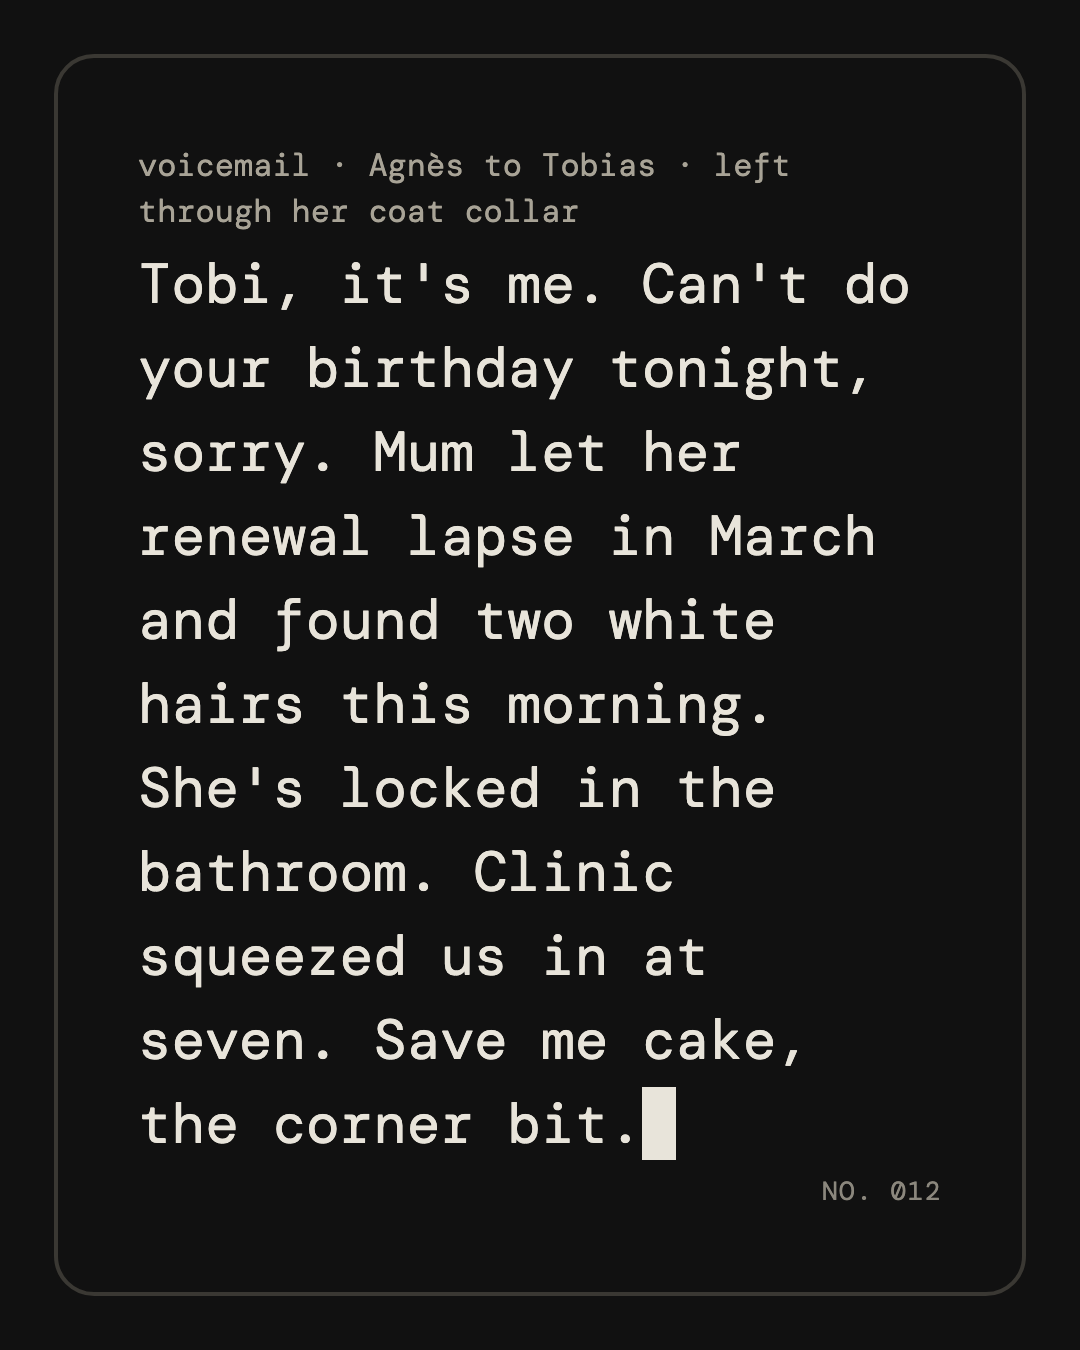 voicemail · Agnès to Tobias · left
through her coat collar
Tobi, it's me. Can't do
your birthday tonight,
sorry. Mum let her
renewal lapse in March
and found two white
hairs this morning.
She's locked in the
bathroom. Clinic
squeezed us in at
seven. Save me cake,
the corner bit.
NO. 012